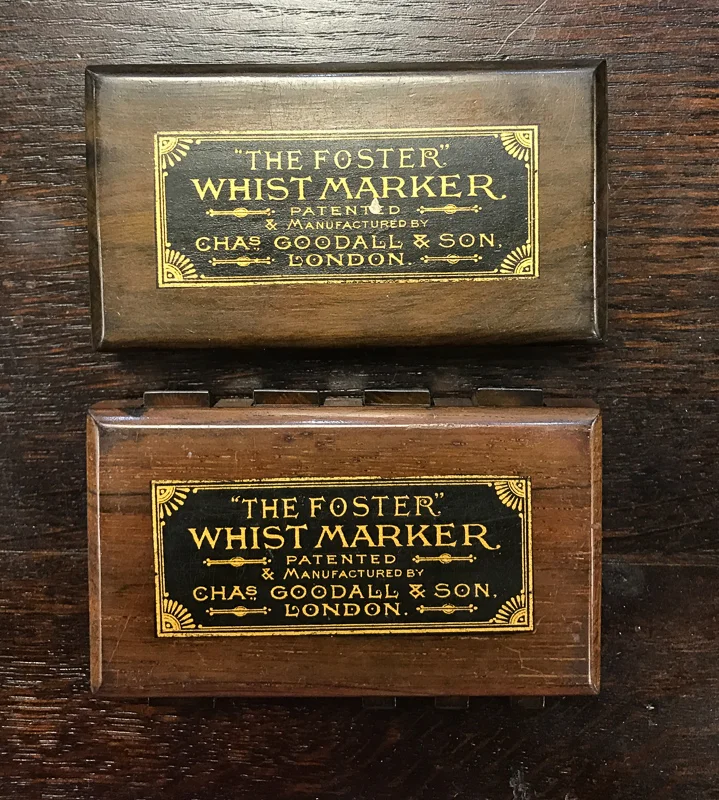 "THE FOSTER"
WHIST MARKER.
PATENTED
& MANUFACTURED BY
CHAS GOODALL & SON,
LONDON.
"THE FOSTER"
WHIST MARKER.
PATENTED
& MANUFACTURED BY
CHAS GOODALL & SON,
LONDON.